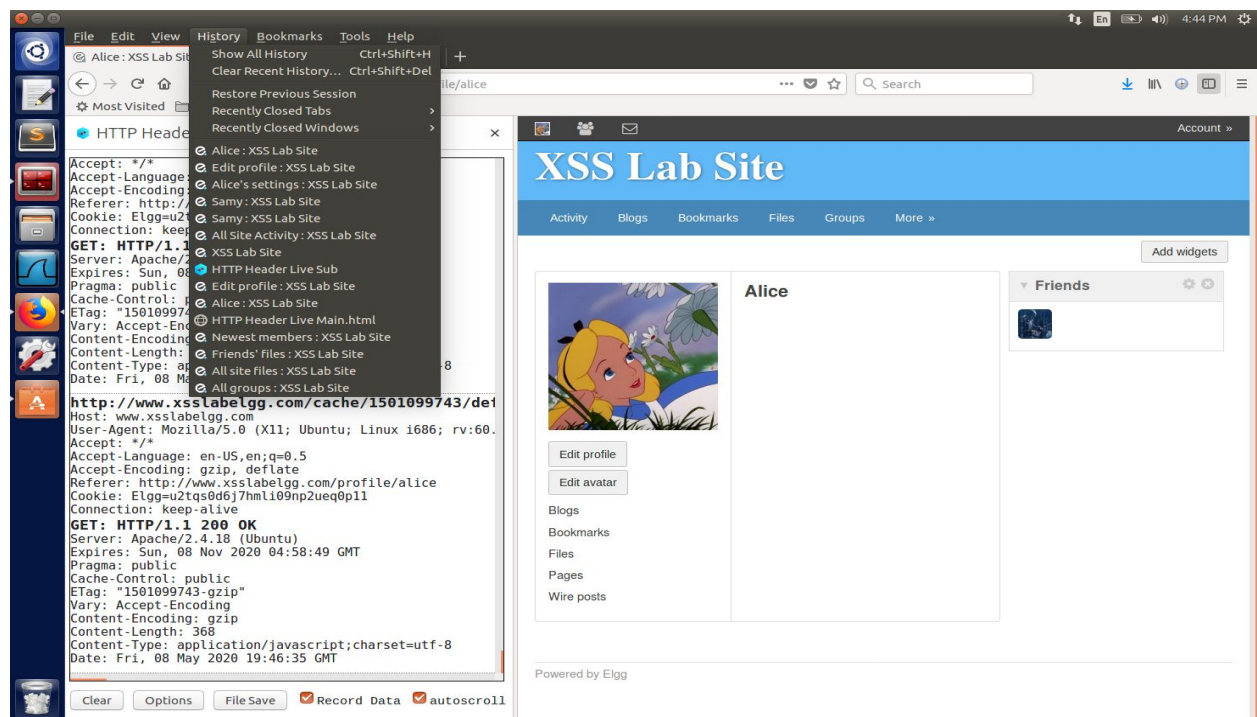 4:44 PM
En
File Edit View History Bookmarks Tools Help
Alice : XSS Lab Sit
Show All History Ctrl+Shift+H
Clear Recent History... Ctrl+Shift+Del
Restore Previous Session
Recently Closed Tabs
Recently Closed Windows
Alice : XSS Lab Site
Edit profile : XSS Lab Site
Alice's settings : XSS Lab Site
Samy : XSS Lab Site
Samy : XSS Lab Site
All Site Activity : XSS Lab Site
XSS Lab Site
HTTP Header Live Sub
Edit profile : XSS Lab Site
Alice : XSS Lab Site
HTTP Header Live Main.html
Newest members : XSS Lab Site
Friends' files : XSS Lab Site
All site files : XSS Lab Site
All groups : XSS Lab Site
file/alice
Search
Most Visited
HTTP Heade
Accept: */*
Accept-Language:
Accept-Encoding:
Referer: http:/
Cookie: Elgg=u2t
Connection: keep
GET: HTTP/1.1
Server: Apache/2
Expires: Sun, 08
Pragma: public
Cache-Control: p
ETag: "150109974
Vary: Accept-Enc
Content-Encoding
Content-Length:
Content-Type: ap -8
Date: Fri, 08 Ma
http://www.xsslabelgg.com/cache/1501099743/def
Host: www.xsslabelgg.com
User-Agent: Mozilla/5.0 (X11; Ubuntu; Linux i686; rv:60.
Accept: */*
Accept-Language: en-US,en;q=0.5
Accept-Encoding: gzip, deflate
Referer: http://www.xsslabelgg.com/profile/alice
Cookie: Elgg=u2tqs0d6j7hmli09np2ueq0p11
Connection: keep-alive
GET: HTTP/1.1 200 OK
Server: Apache/2.4.18 (Ubuntu)
Expires: Sun, 08 Nov 2020 04:58:49 GMT
Pragma: public
Cache-Control: public
ETag: "1501099743-gzip"
Vary: Accept-Encoding
Content-Encoding: gzip
Content-Length: 368
Content-Type: application/javascript;charset=utf-8
Date: Fri, 08 May 2020 19:46:35 GMT
Clear Options File Save Record Data autoscroll
Account »
XSS Lab Site
Activity Blogs Bookmarks Files Groups More »
Add widgets
Alice
Friends
Edit profile
Edit avatar
Blogs
Bookmarks
Files
Pages
Wire posts
Powered by Elgg